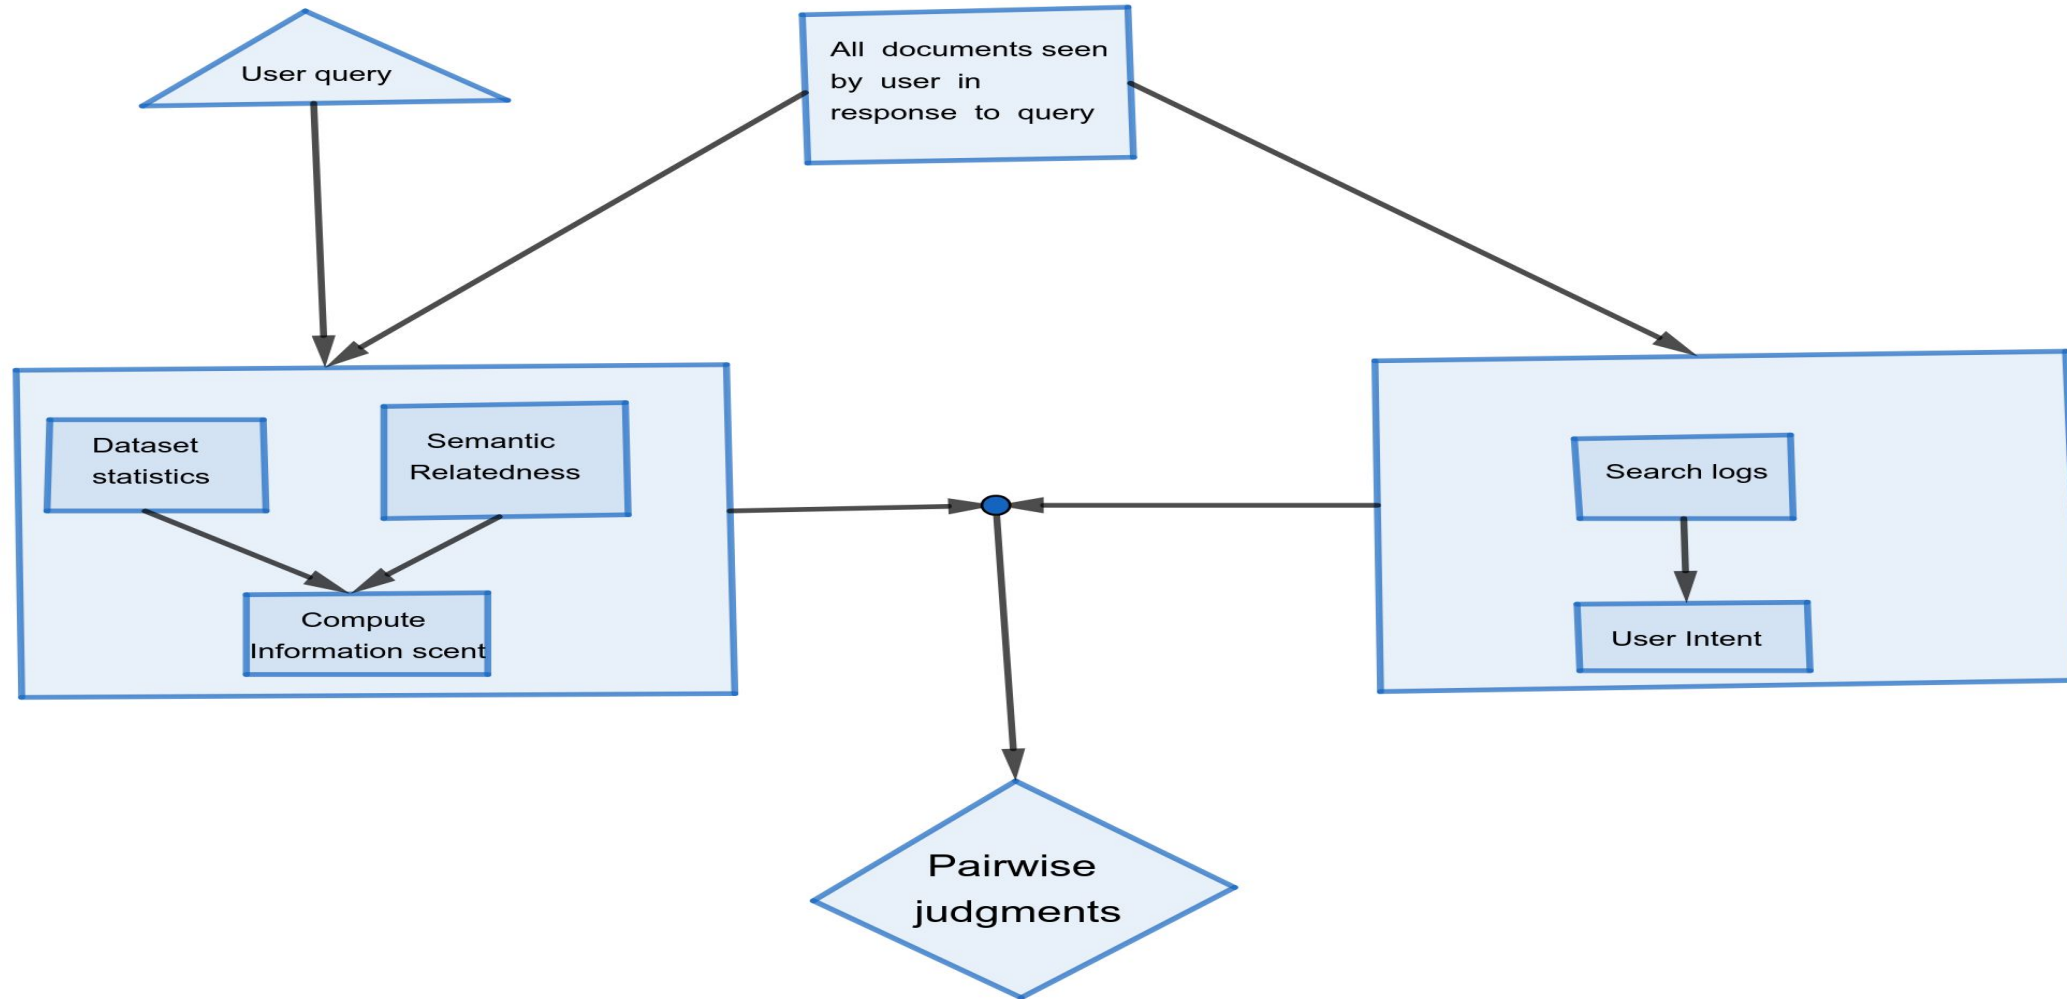 User query
All documents seen
by user in
response to query
Dataset
statistics
Semantic
Relatedness
Compute
Information scent
Search logs
User Intent
Pairwise
judgments